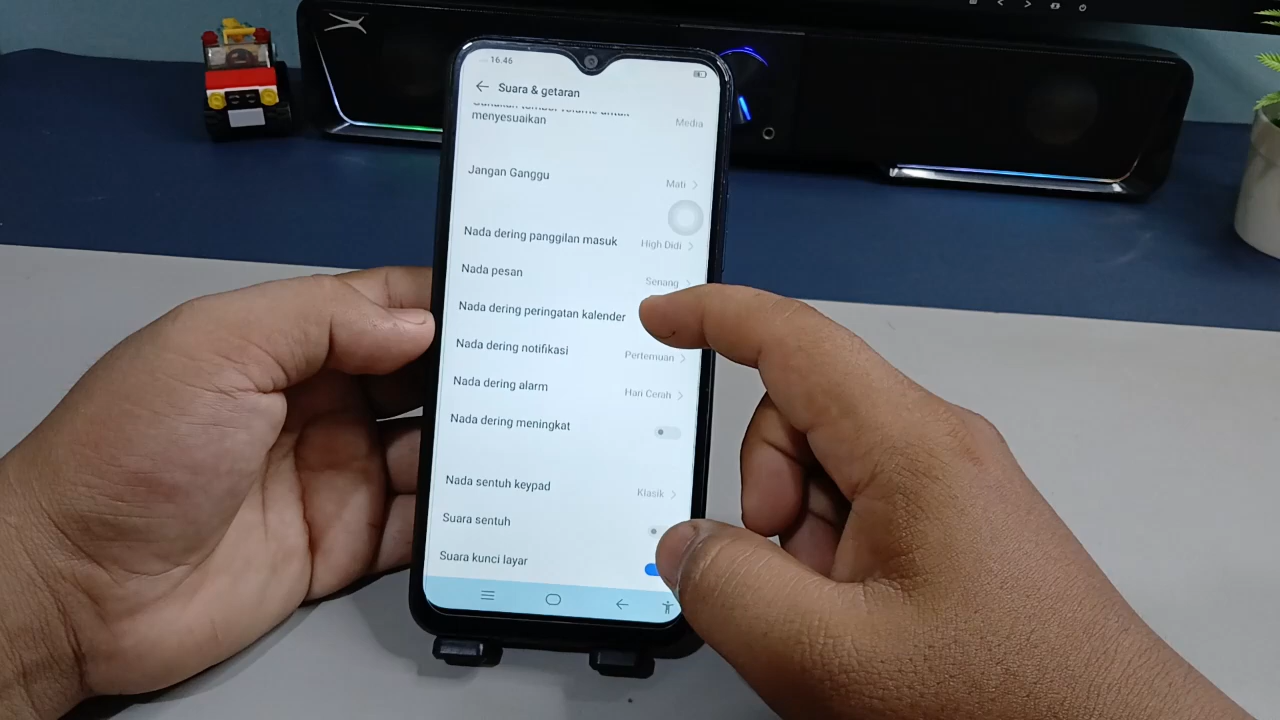 16.46
Suara & getaran
menyesuaikan
Media
Jangan Ganggu
Mati
Nada dering panggilan masuk
High Didi
Nada pesan
Senang
Nada dering peringatan kalender
Nada dering notifikasi
Pertemuan
Nada dering alarm
Hari Cerah
Nada dering meningkat
Nada sentuh keypad
Klasik
Suara sentuh
Suara kunci layar